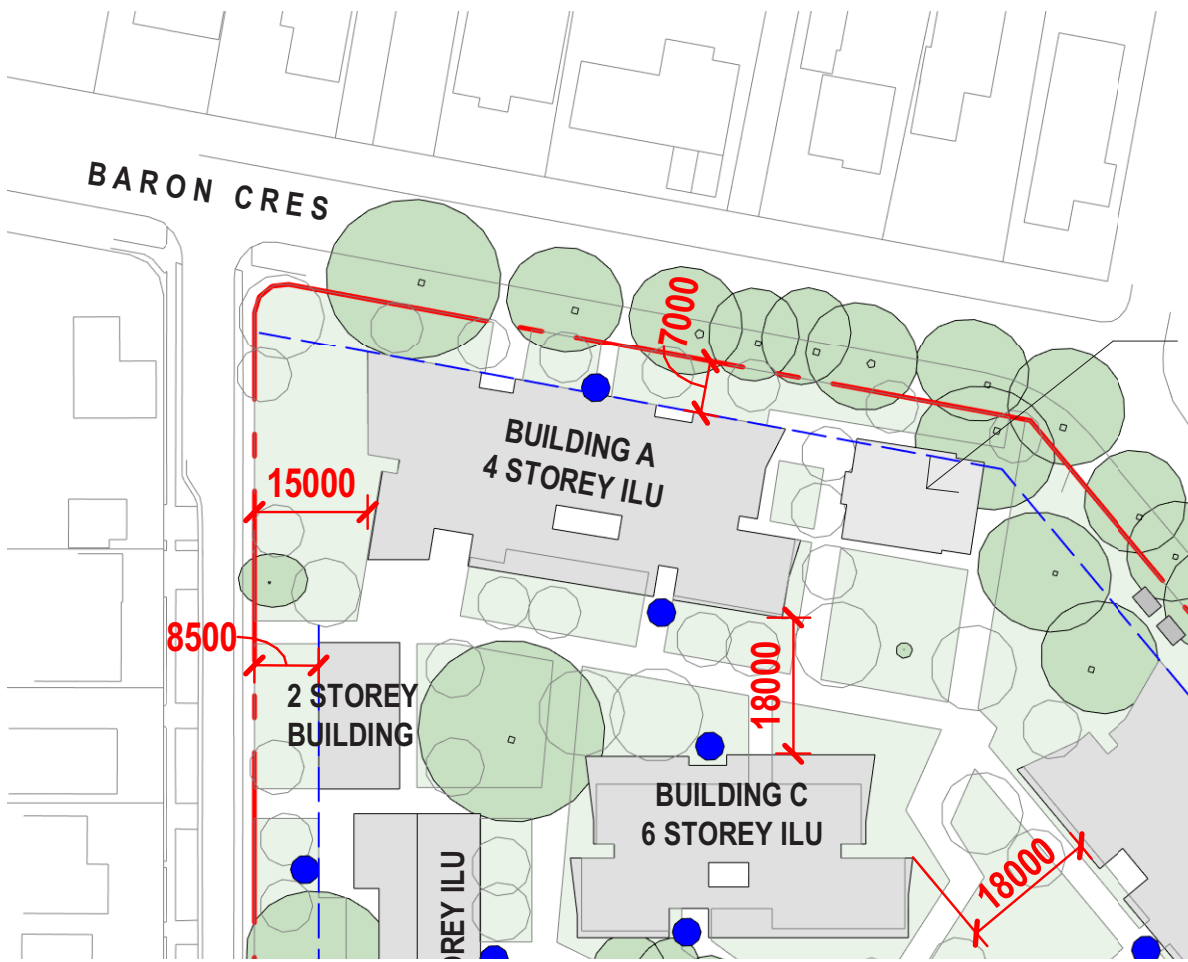 BARON CRES
7000
BUILDING A
4 STOREY ILU
15000
8500
2 STOREY
BUILDING
18000
BUILDING C
6 STOREY ILU
18000
STOREY ILU